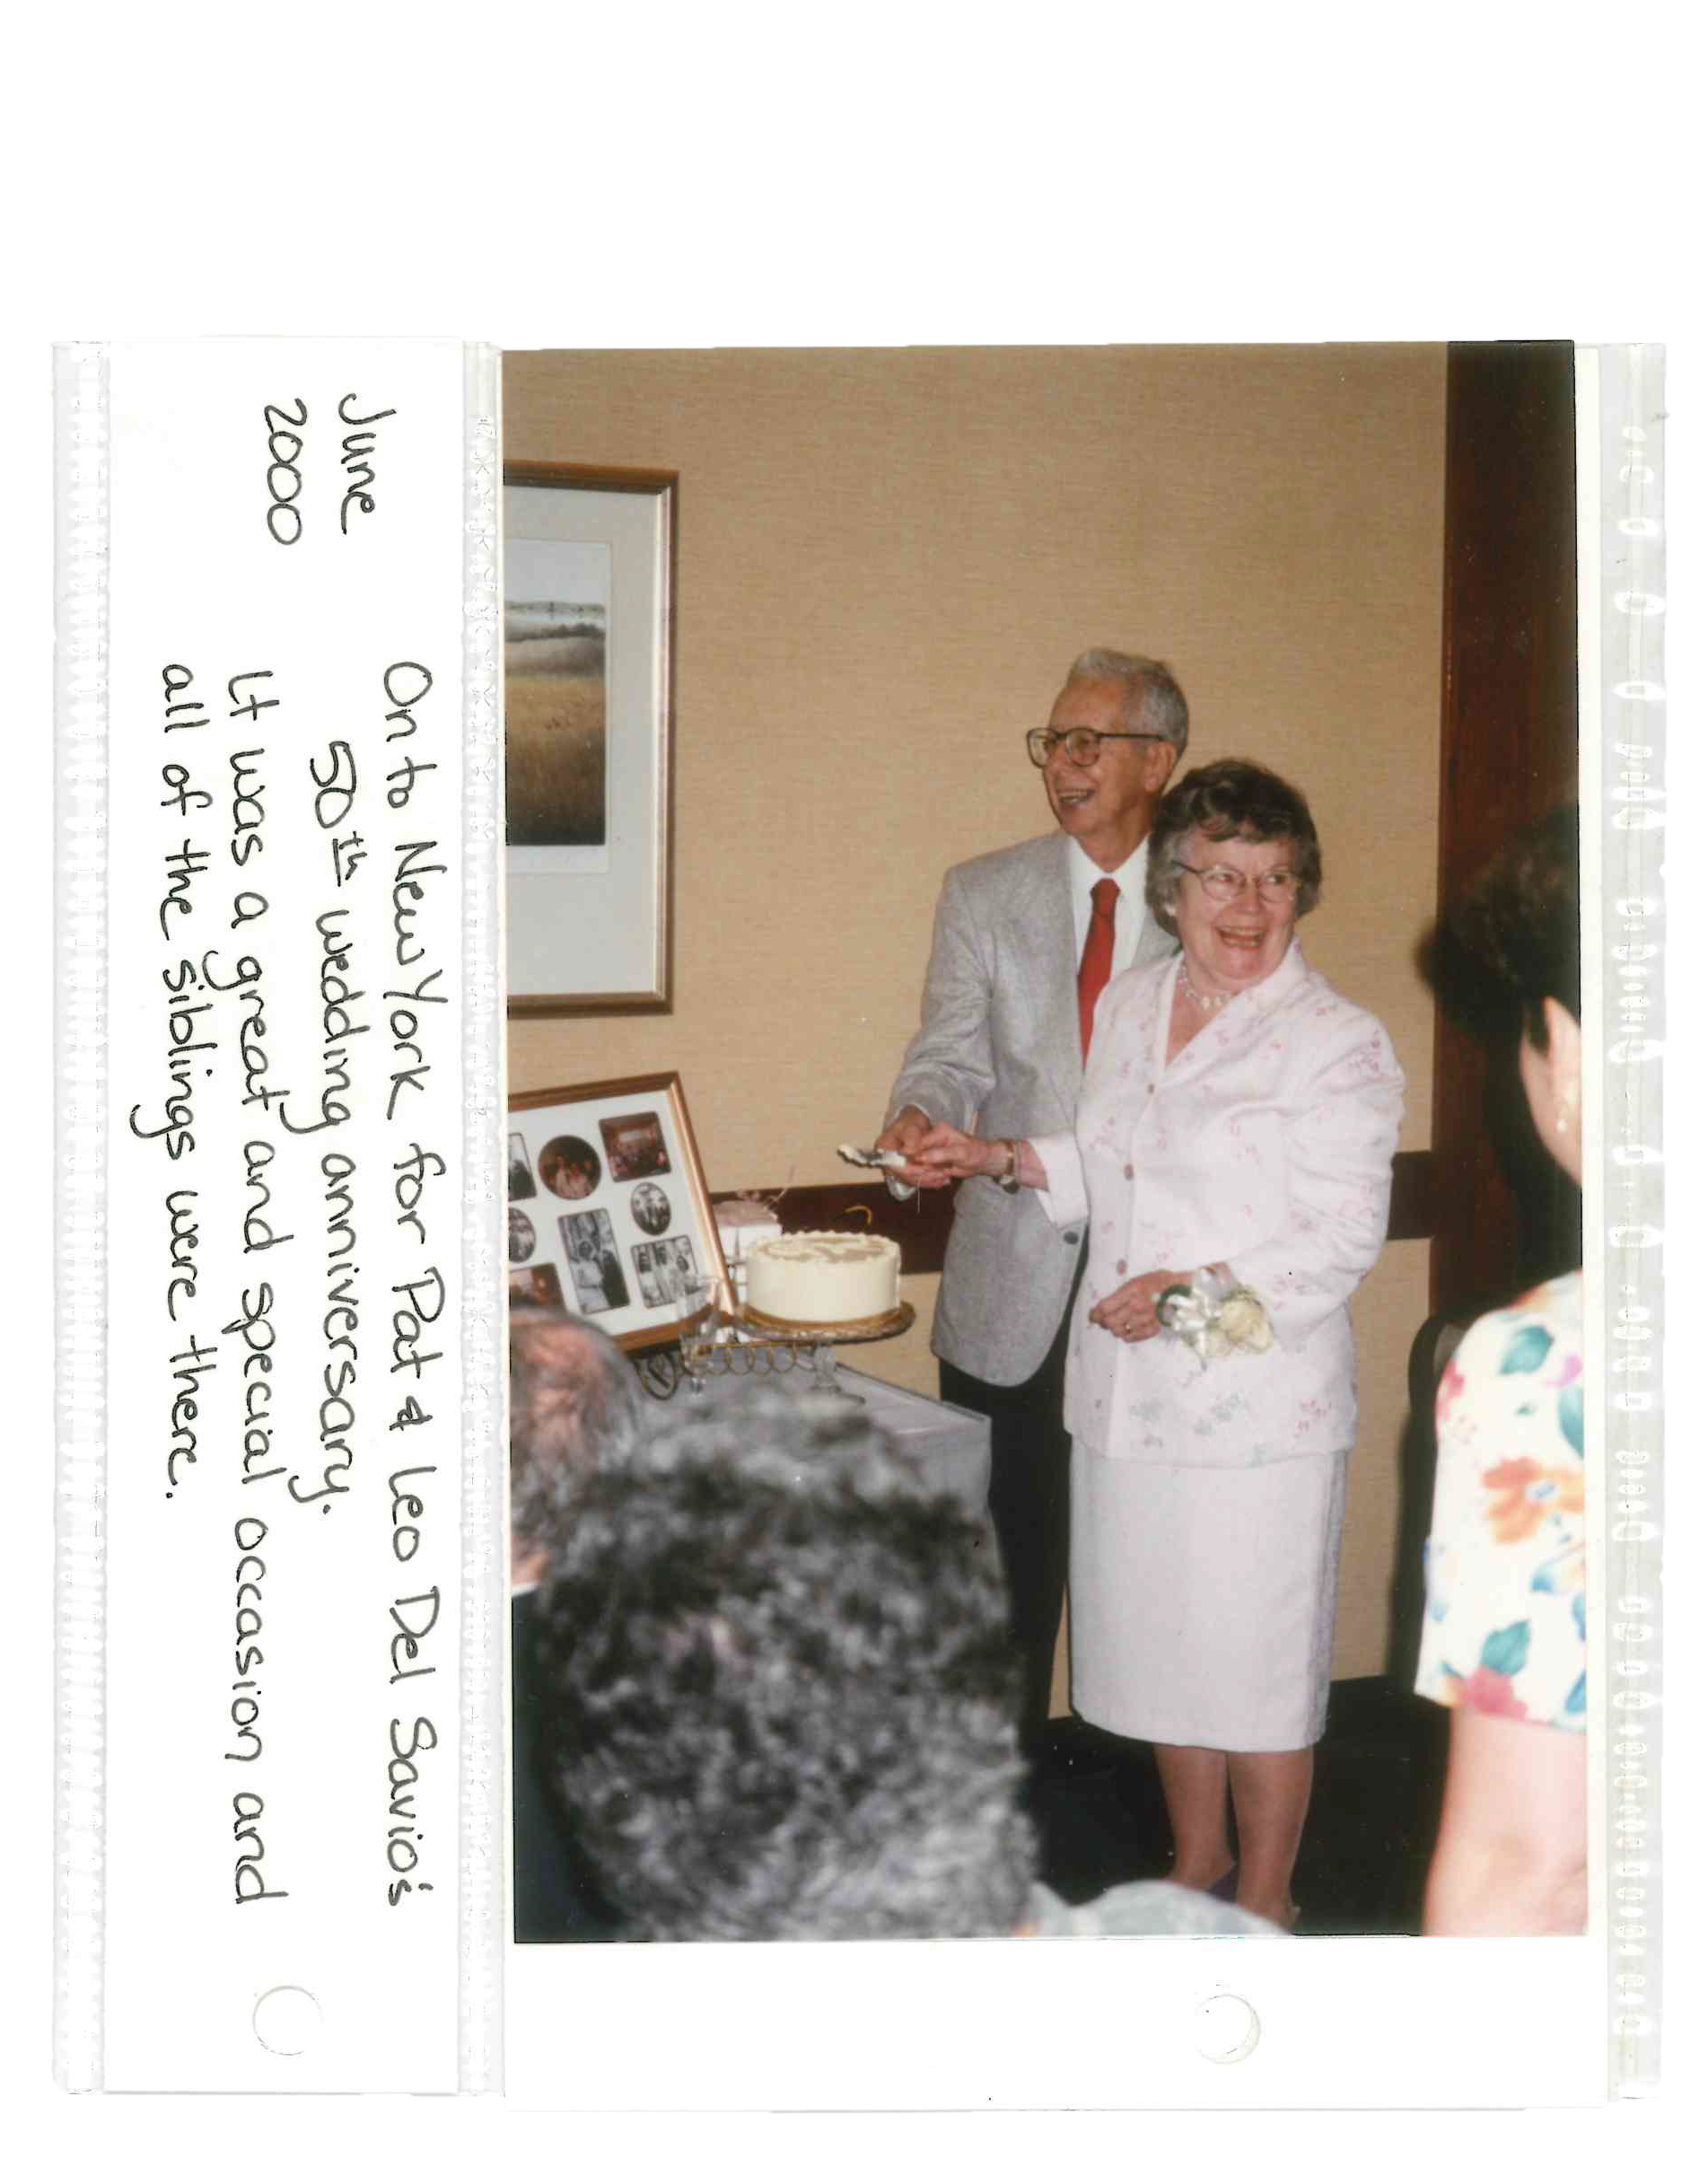 June
2000
On to New York for Pat & Leo Del Savio's
50th wedding anniversary.
It was a great and special occasion and
all of the siblings were there.